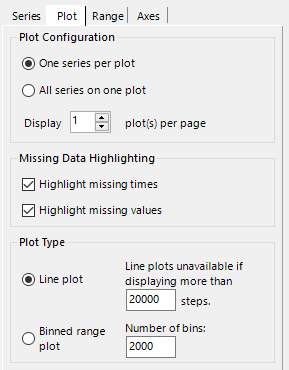 Series Plot Range Axes
Plot Configuration
One series per plot
All series on one plot
Display 1 plot(s) per page
Missing Data Highlighting
Highlight missing times
Highlight missing values
Plot Type
Line plot
Line plots unavailable if
displaying more than
20000 steps.
Binned range
plot
Number of bins:
2000